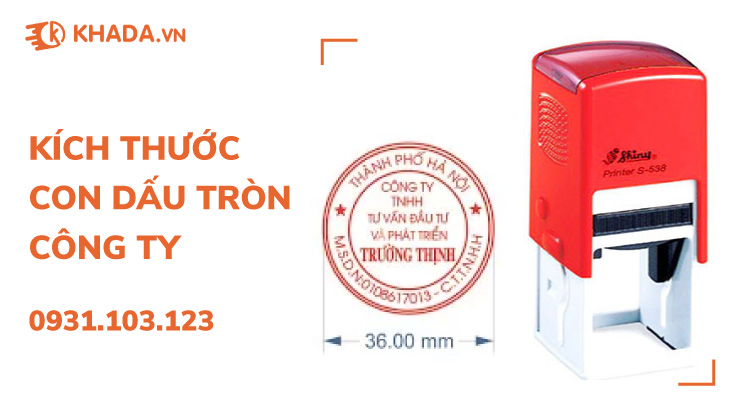 KHADA.VN
KÍCH THƯỚC
CON DẤU TRÒN
CÔNG TY
0931.103.123
THÀNH PHỐ HÀ NỘI
CÔNG TY
TNHH
TƯ VẤN ĐẦU TƯ
VÀ PHÁT TRIỂN
TRƯỜNG THỊNH
M.S.D.N:0108617013 - C.T.T.N.H.H
36.00 mm
Shiny
Printer S-538